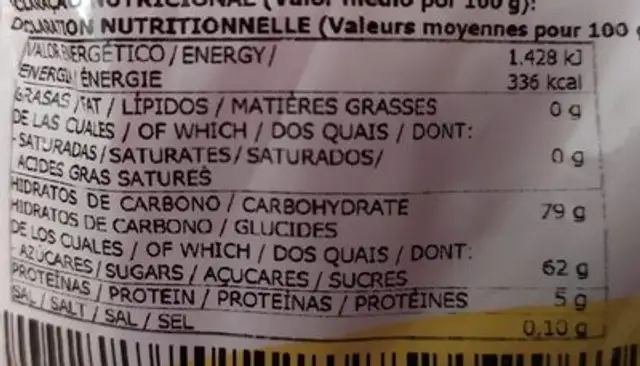 NUTRICIONAL (Valor médio por 100 g):
NUTRITIONNELLE (Valeurs moyennes pour 100
VALOR ENERGÉTICO / ENERGY / 1.428 kJ
ENERGIA ÉNERGIE 336 kcal
GRASAS / FAT / LÍPIDOS / MATIÈRES GRASSES 0 g
DE LAS CUALES / OF WHICH / DOS QUAIS / DONT:
- SATURADAS / SATURATES / SATURADOS / 0 g
ACIDES GRAS SATURÉS
HIDRATOS DE CARBONO / CARBOHYDRATE 79 g
HIDRATOS DE CARBONO / GLUCIDES
DE LOS CUALES / OF WHICH / DOS QUAIS / DONT:
- AZÚCARES / SUGARS / AÇUCARES / SUCRES 62 g
PROTEÍNAS / PROTEIN / PROTEÍNAS / PROTÉINES 5 g
SAL / SALT / SAL / SEL 0,10 g